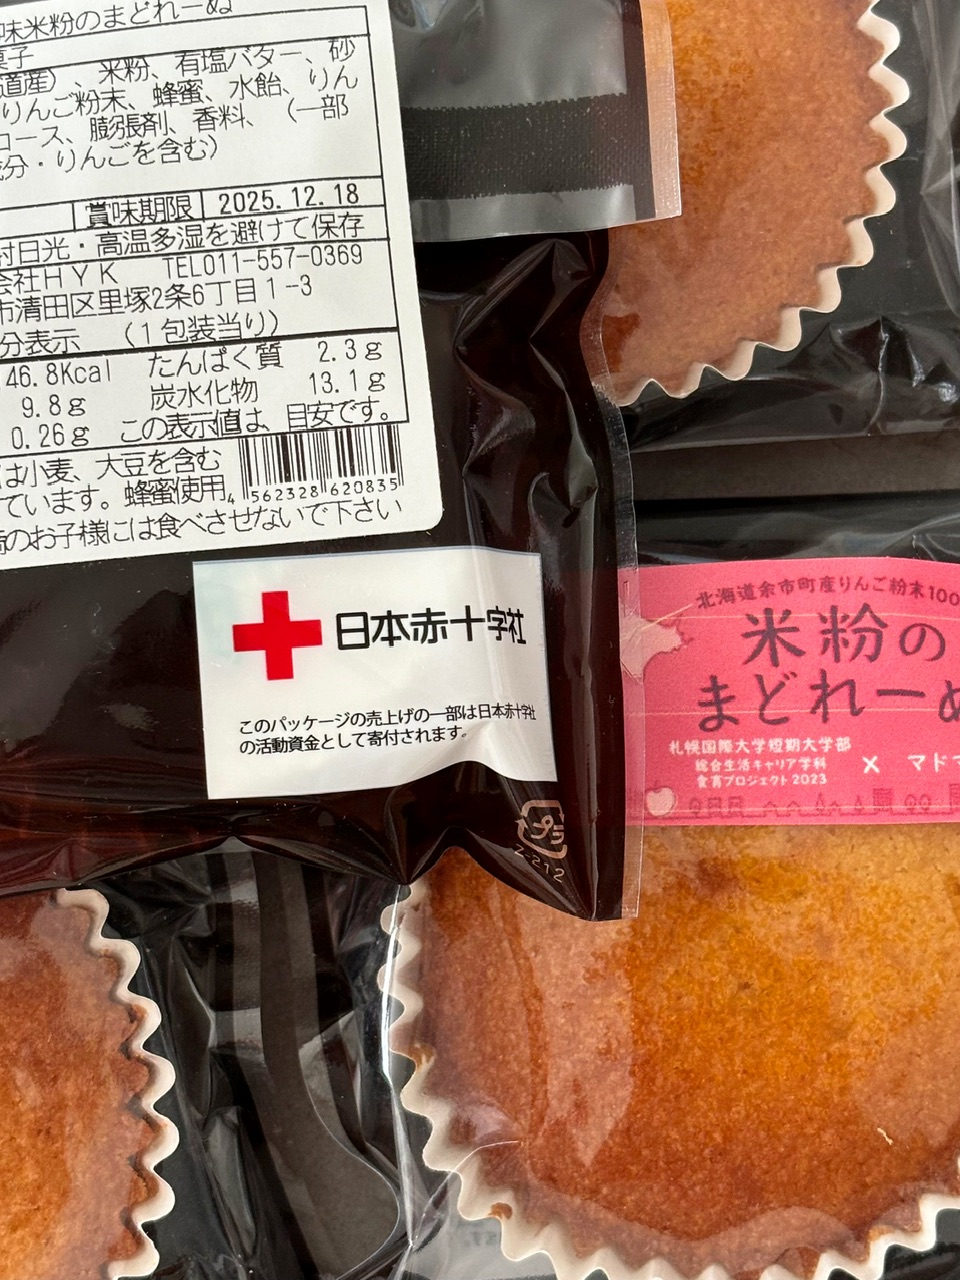 味米粉のまどれーぬ
菓子
道産）、米粉、有塩バター、砂
りんご粉末、蜂蜜、水飴、りん
コース、膨張剤、香料、（一部
成分・りんごを含む）
賞味期限 2025.12.18
射日光・高温多湿を避けて保存
会社ＨＹＫ TEL011-557-0369
市清田区里塚2条6丁目1-3
分表示 （１包装当り）
46.8Kcal たんぱく質 2.3g
9.8g 炭水化物 13.1g
0.26g この表示値は、目安です。
は小麦、大豆を含む
ています。蜂蜜使用
4 562328 620835
のお子様には食べさせないで下さい
日本赤十字社
このパッケージの売上げの一部は日本赤十字社
の活動資金として寄付されます。
プラ
北海道余市町産りんご粉末100
米粉の
まどれーぬ
札幌国際大学短期大学部
総合生活キャリア学科
食育プロジェクト2023
× マドマ